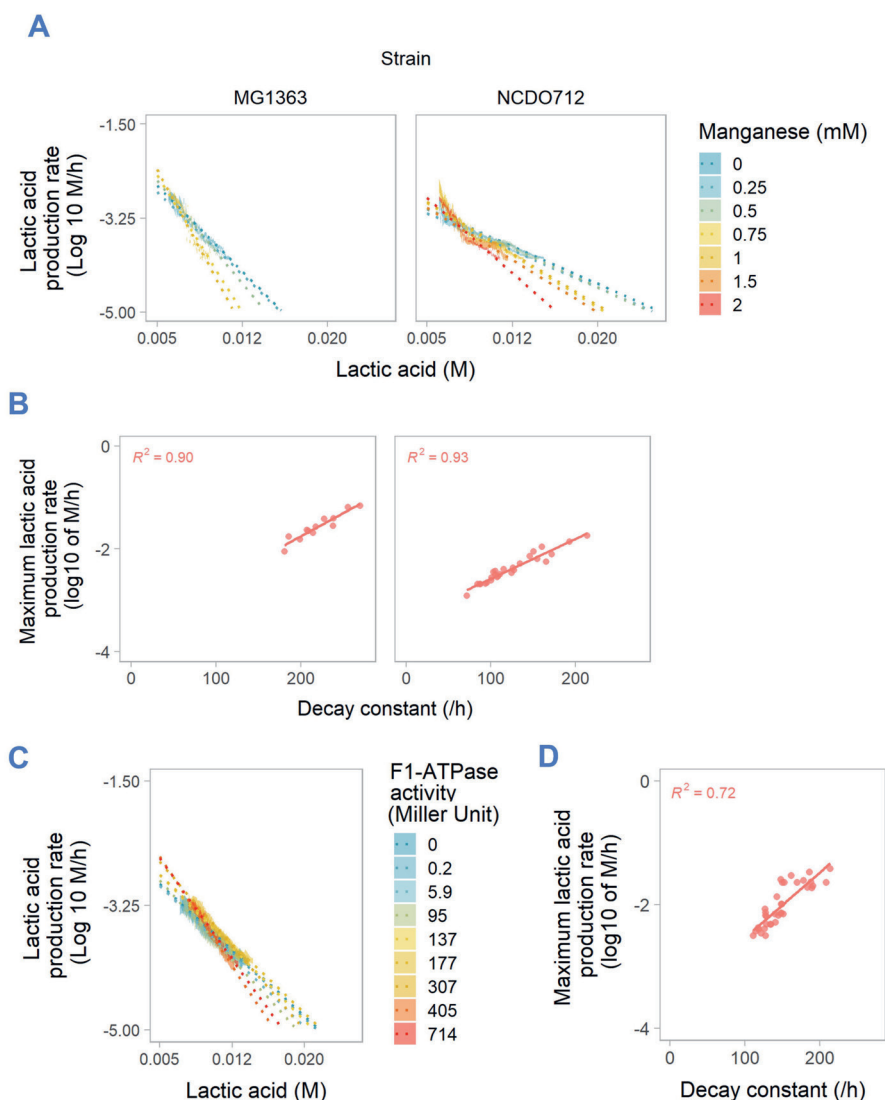 A
Strain
MG1363
NCDO712
Lactic acid
production rate
(Log 10 M/h)
-1.50
-3.25
-5.00
0.005
0.012
0.020
0.005
0.012
0.020
Lactic acid (M)
Manganese (mM)
0
0.25
0.5
0.75
1
1.5
2
B
Maximum lactic acid
production rate
(log10 of M/h)
0
-2
-4
R² = 0.90
R² = 0.93
0
100
200
0
100
200
Decay constant (/h)
C
Lactic acid
production rate
(Log 10 M/h)
-1.50
-3.25
-5.00
0.005
0.012
0.020
Lactic acid (M)
F1-ATPase
activity
(Miller Unit)
0
0.2
5.9
95
137
177
307
405
714
D
Maximum lactic acid
production rate
(log10 of M/h)
0
-2
-4
R² = 0.72
0
100
200
Decay constant (/h)